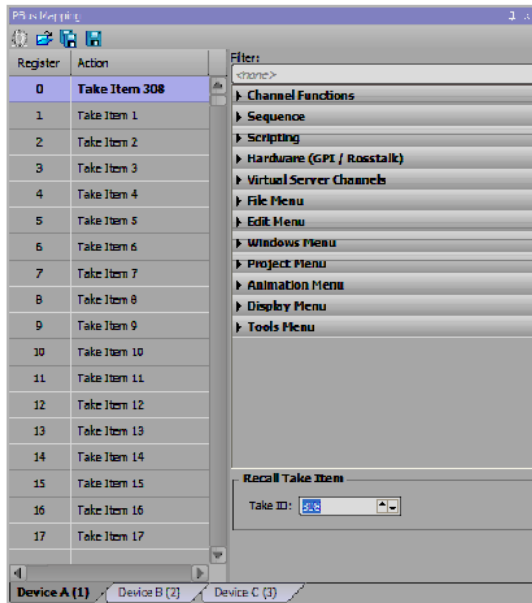 PBus Mapping
Filter:
Register Action
<none>
0 Take Item 308
1 Take Item 1
2 Take Item 2
3 Take Item 3
4 Take Item 4
5 Take Item 5
6 Take Item 6
7 Take Item 7
8 Take Item 8
9 Take Item 9
10 Take Item 10
11 Take Item 11
12 Take Item 12
13 Take Item 13
14 Take Item 14
15 Take Item 15
16 Take Item 16
17 Take Item 17
Channel Functions
Sequence
Scripting
Hardware (GPI / Rosstalk)
Virtual Server Channels
File Menu
Edit Menu
Windows Menu
Project Menu
Animation Menu
Display Menu
Tools Menu
Recall Take Item
Take ID: 308
Device A (1) Device B (2) Device C (3)